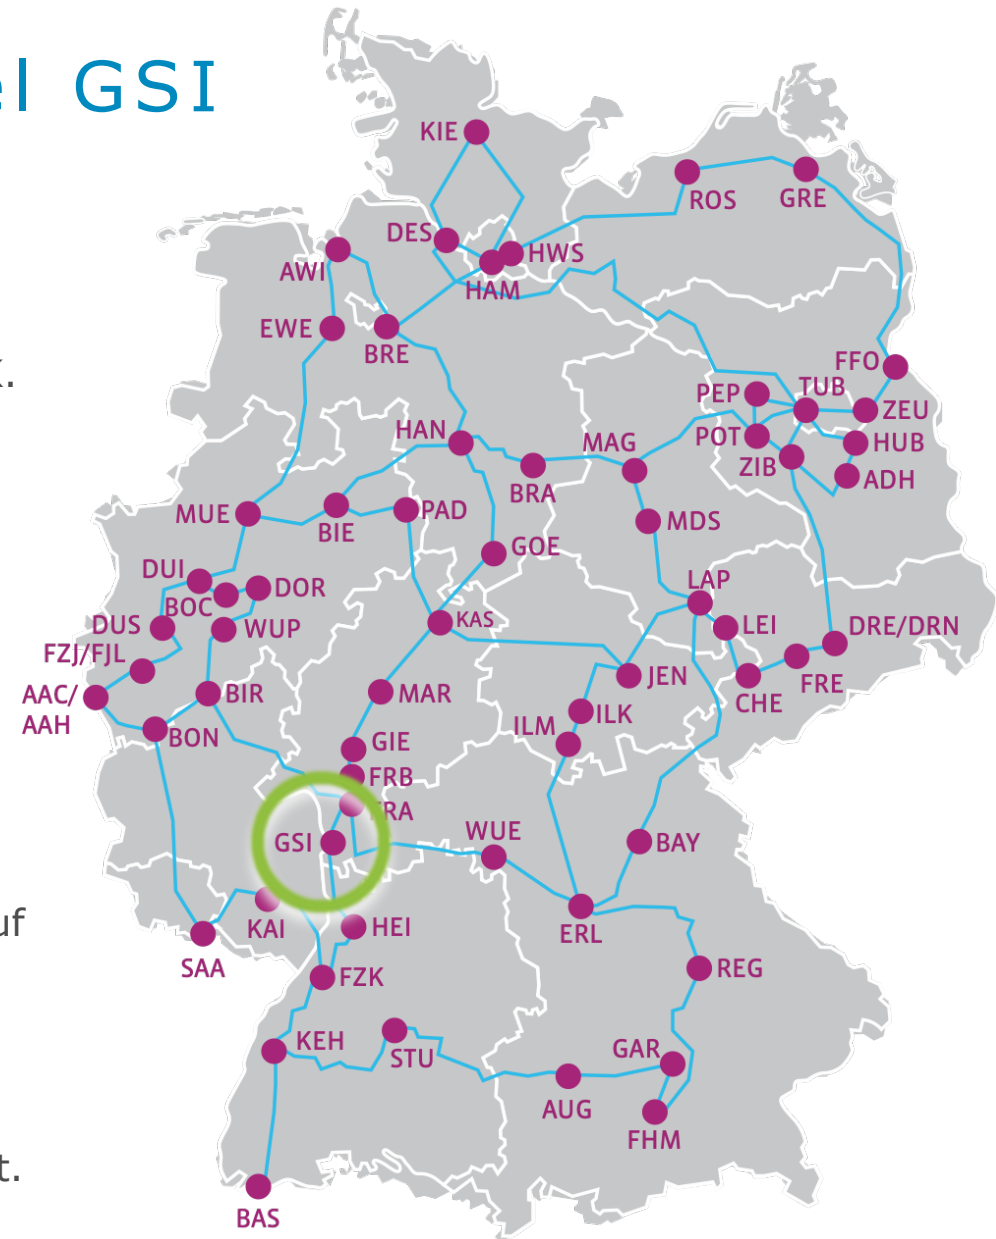 el GSI
KIE
ROS
GRE
DES
HWS
AWI
HAM
EWE
BRE
k.
FFO
PEP
TUB
ZEU
HAN
MAG
POT
HUB
ZIB
ADH
BRA
MUE
PAD
BIE
MDS
GOE
DUI
DOR
LAP
BOC
DUS
WUP
KAS
LEI
DRE/DRN
FZJ/FJL
JEN
FRE
AAC/
AAH
BIR
MAR
CHE
ILK
BON
ILM
GIE
FRB
FRA
GSI
WUE
BAY
uf
KAI
HEI
ERL
SAA
FZK
REG
KEH
STU
GAR
AUG
FHM
t.
BAS